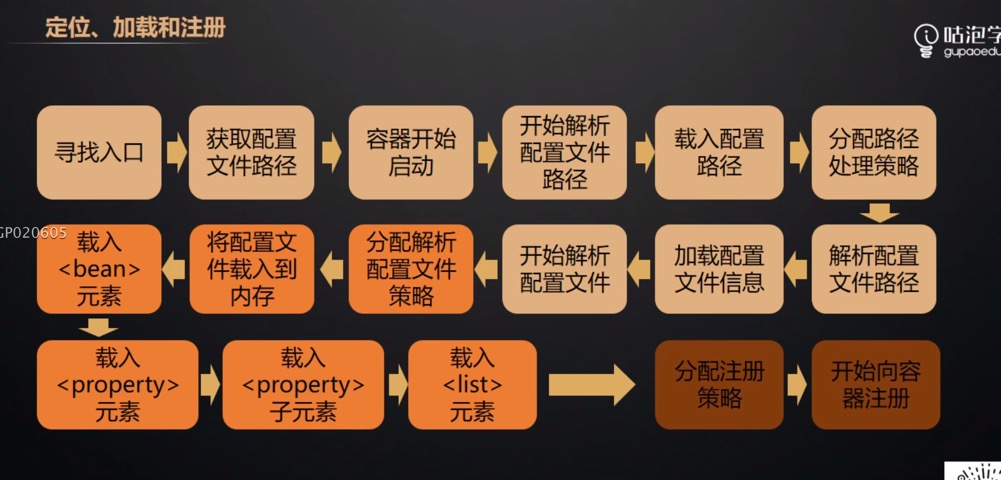 定位、加载和注册
咕泡学
gupaoedu
寻找入口
获取配置
文件路径
容器开始
启动
开始解析
配置文件
路径
载入配置
路径
分配路径
处理策略
GP020605
解析配置
文件路径
加载配置
文件信息
开始解析
配置文件
分配解析
配置文件
策略
将配置文
件载入到
内存
载入
<bean>
元素
载入
<property>
元素
载入
<property>
子元素
载入
<list>
元素
分配注册
策略
开始向容
器注册